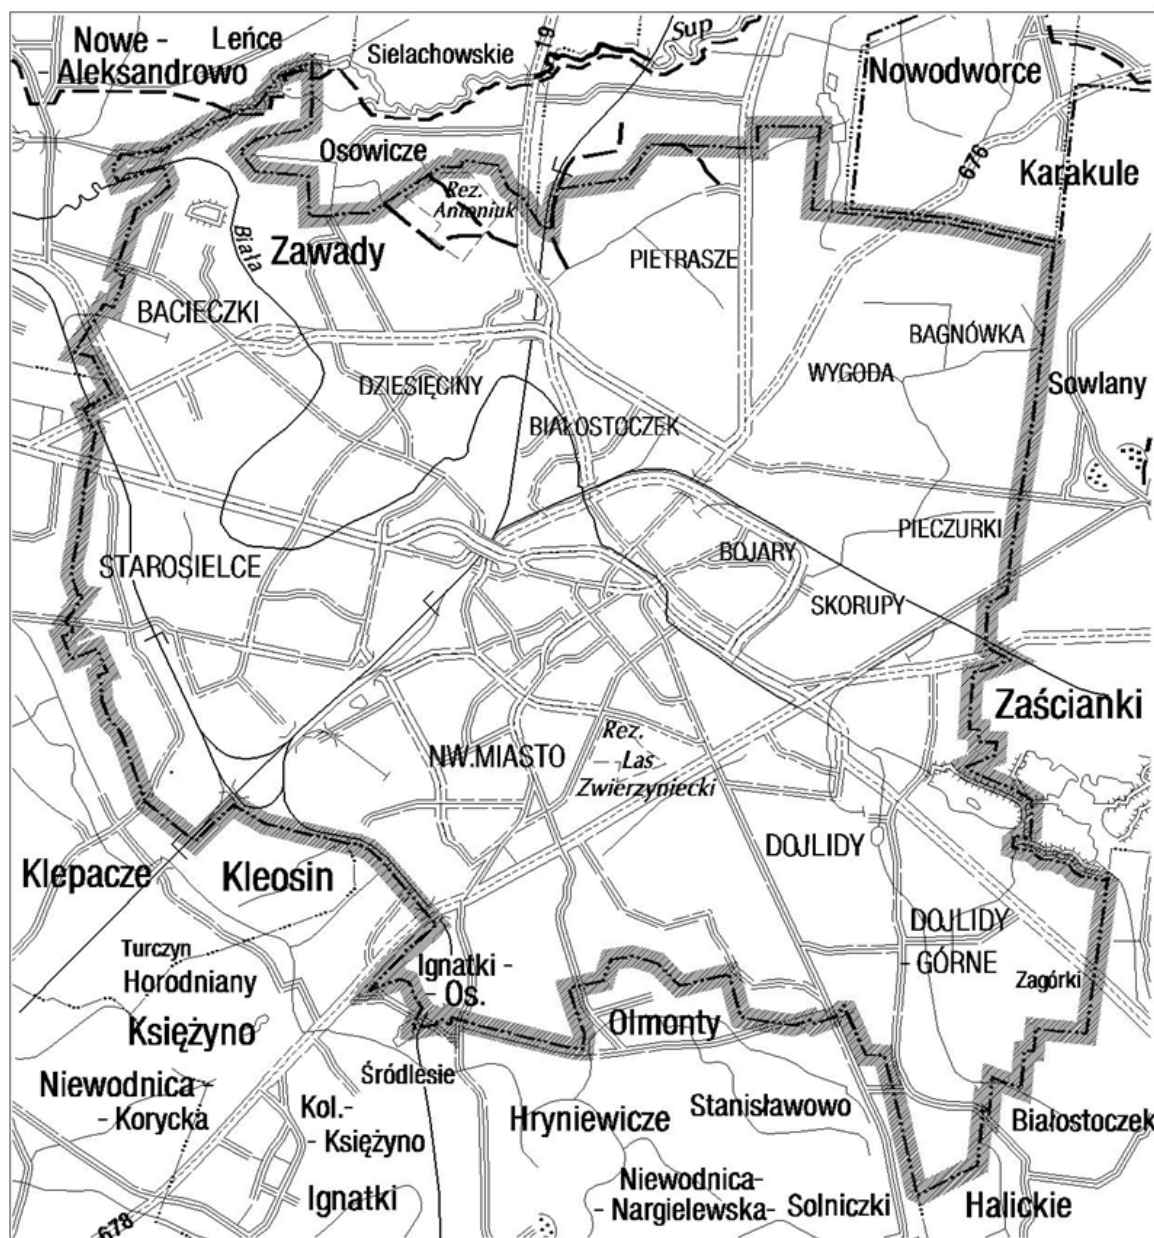 Nowe -
- Aleksandrowo
Leńce
Sielachowskie
19
Sup
Nowodworce
676
Karakule
Osowicze
Rez.
Antoniuk
Biała
Zawady
PIETRASZE
BACIECZKI
BAGNÓWKA
DZIESIĘCINY
WYGODA
Sowlany
BIAŁOSTOCZEK
PIECZURKI
BOJARY
STAROSIELCE
SKORUPY
Zaścianki
Rez.
- Las
Zwierzyniecki
NW.MIASTO
DOJLIDY
Klepacze
Kleosin
DOJLIDY
- GÓRNE
Turczyn
Horodniany
Ignatki -
- Os.
Zagórki
Księżyno
Olmonty
Śródlesie
Niewodnica
- Korycka
Kol.-
- Księżyno
Hryniewicze
Stanisławowo
Białostoczek
Ignatki
Niewodnica-
- Nargielewska-
Solniczki
Halickie
678